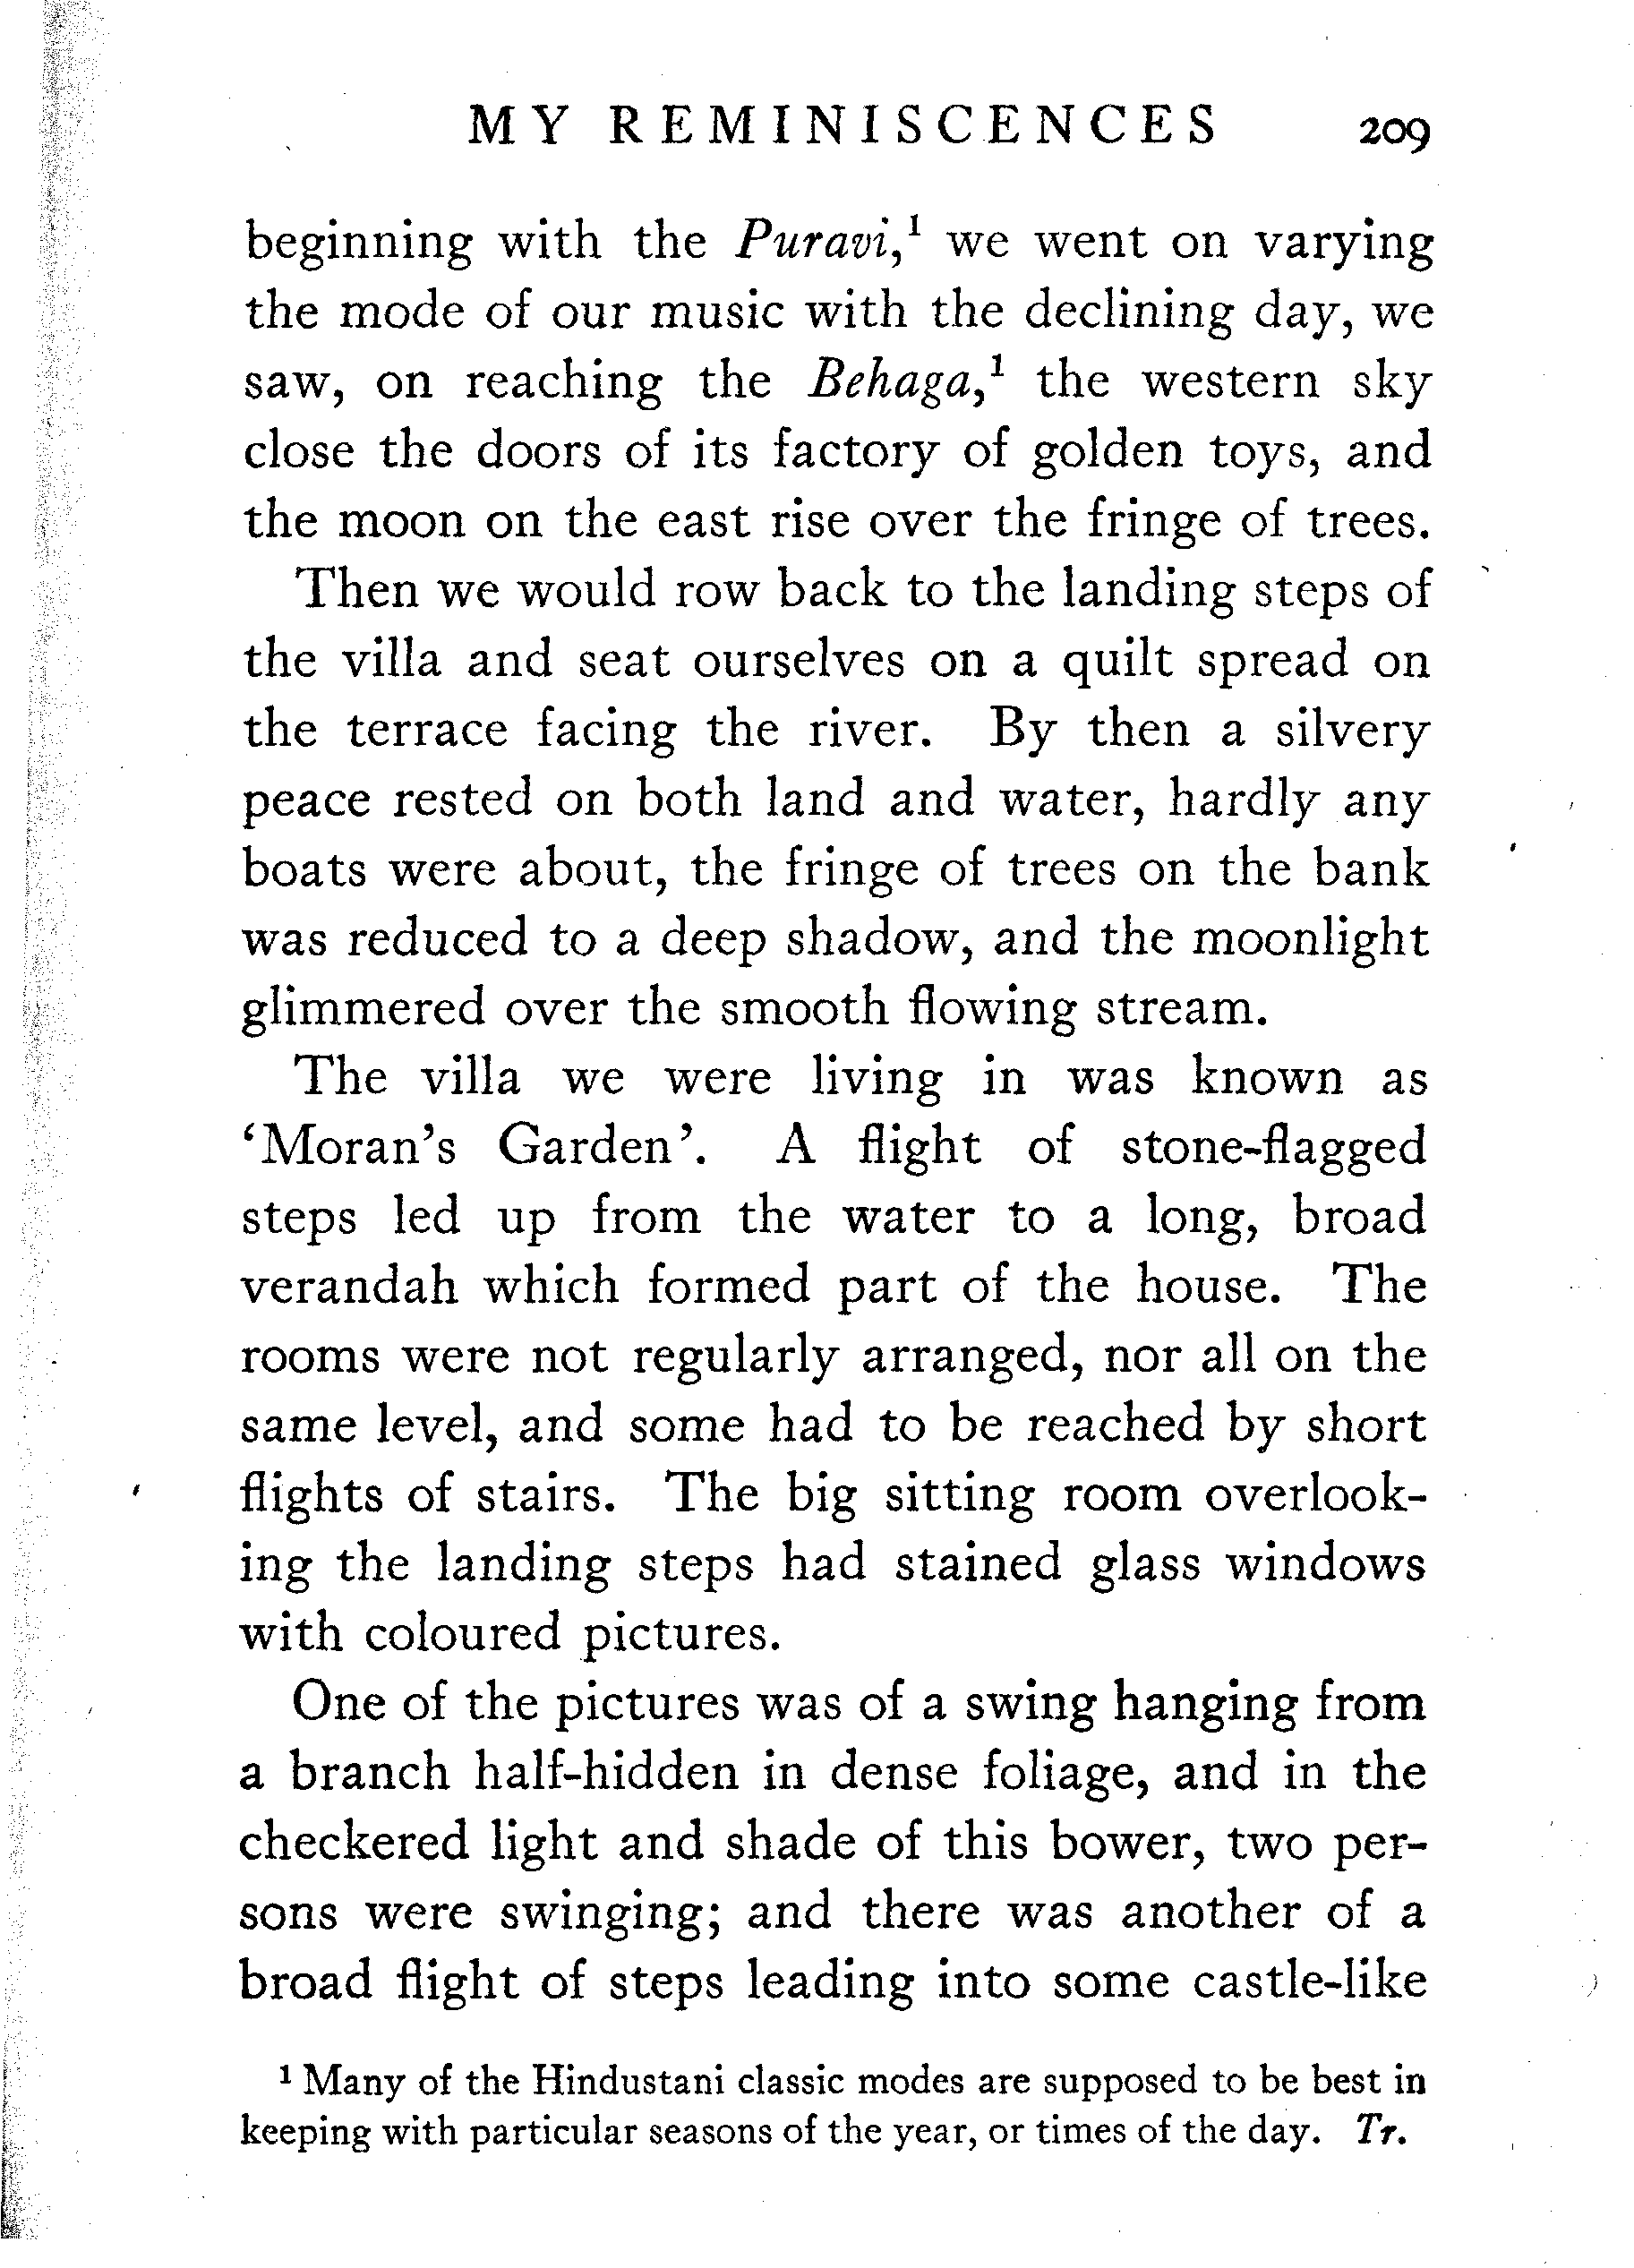 MY REMINISCENCES 209
beginning with the Puravi,¹ we went on varying
the mode of our music with the declining day, we
saw, on reaching the Behaga,¹ the western sky
close the doors of its factory of golden toys, and
the moon on the east rise over the fringe of trees.
Then we would row back to the landing steps of
the villa and seat ourselves on a quilt spread on
the terrace facing the river. By then a silvery
peace rested on both land and water, hardly any
boats were about, the fringe of trees on the bank
was reduced to a deep shadow, and the moonlight
glimmered over the smooth flowing stream.
The villa we were living in was known as
‘Moran’s Garden’. A flight of stone-flagged
steps led up from the water to a long, broad
verandah which formed part of the house. The
rooms were not regularly arranged, nor all on the
same level, and some had to be reached by short
flights of stairs. The big sitting room overlook-
ing the landing steps had stained glass windows
with coloured pictures.
One of the pictures was of a swing hanging from
a branch half-hidden in dense foliage, and in the
checkered light and shade of this bower, two per-
sons were swinging; and there was another of a
broad flight of steps leading into some castle-like
¹ Many of the Hindustani classic modes are supposed to be best in
keeping with particular seasons of the year, or times of the day. Tr.